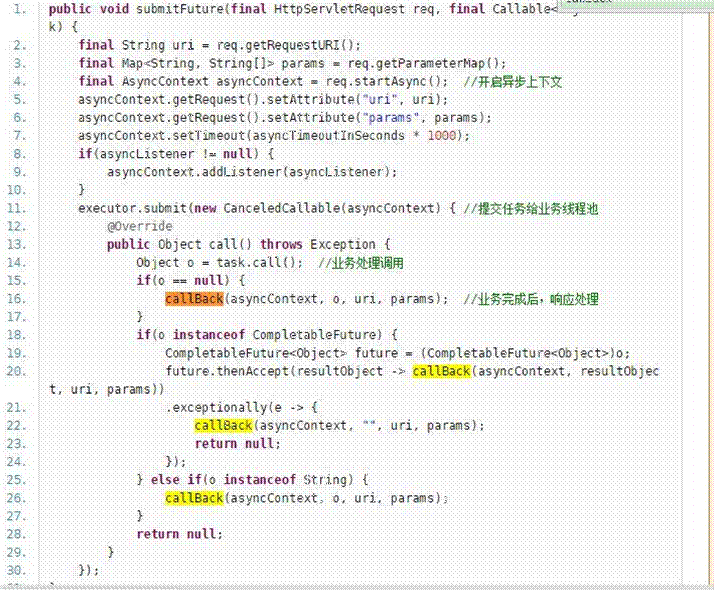 1. public void submitFuture(final HttpServletRequest req, final Callable<
k) {
2. final String uri = req.getRequestURI();
3. final Map<String, String[]> params = req.getParameterMap();
4. final AsyncContext asyncContext = req.startAsync(); //开启异步上下文
5. asyncContext.getRequest().setAttribute("uri", uri);
6. asyncContext.getRequest().setAttribute("params", params);
7. asyncContext.setTimeout(asyncTimeoutInSeconds * 1000);
8. if(asyncListener != null) {
9. asyncContext.addListener(asyncListener);
10. }
11. executor.submit(new CanceledCallable(asyncContext) { //提交任务给业务线程池
12. @Override
13. public Object call() throws Exception {
14. Object o = task.call(); //业务处理调用
15. if(o == null) {
16. callBack(asyncContext, o, uri, params); //业务完成后，响应处理
17. }
18. if(o instanceof CompletableFuture) {
19. CompletableFuture<Object> future = (CompletableFuture<Object>)o;
20. future.thenAccept(resultObject -> callBack(asyncContext, resultObjec
t, uri, params))
21. .exceptionally(e -> {
22. callBack(asyncContext, "", uri, params);
23. return null;
24. });
25. } else if(o instanceof String) {
26. callBack(asyncContext, o, uri, params);
27. }
28. return null;
29. }
30. });